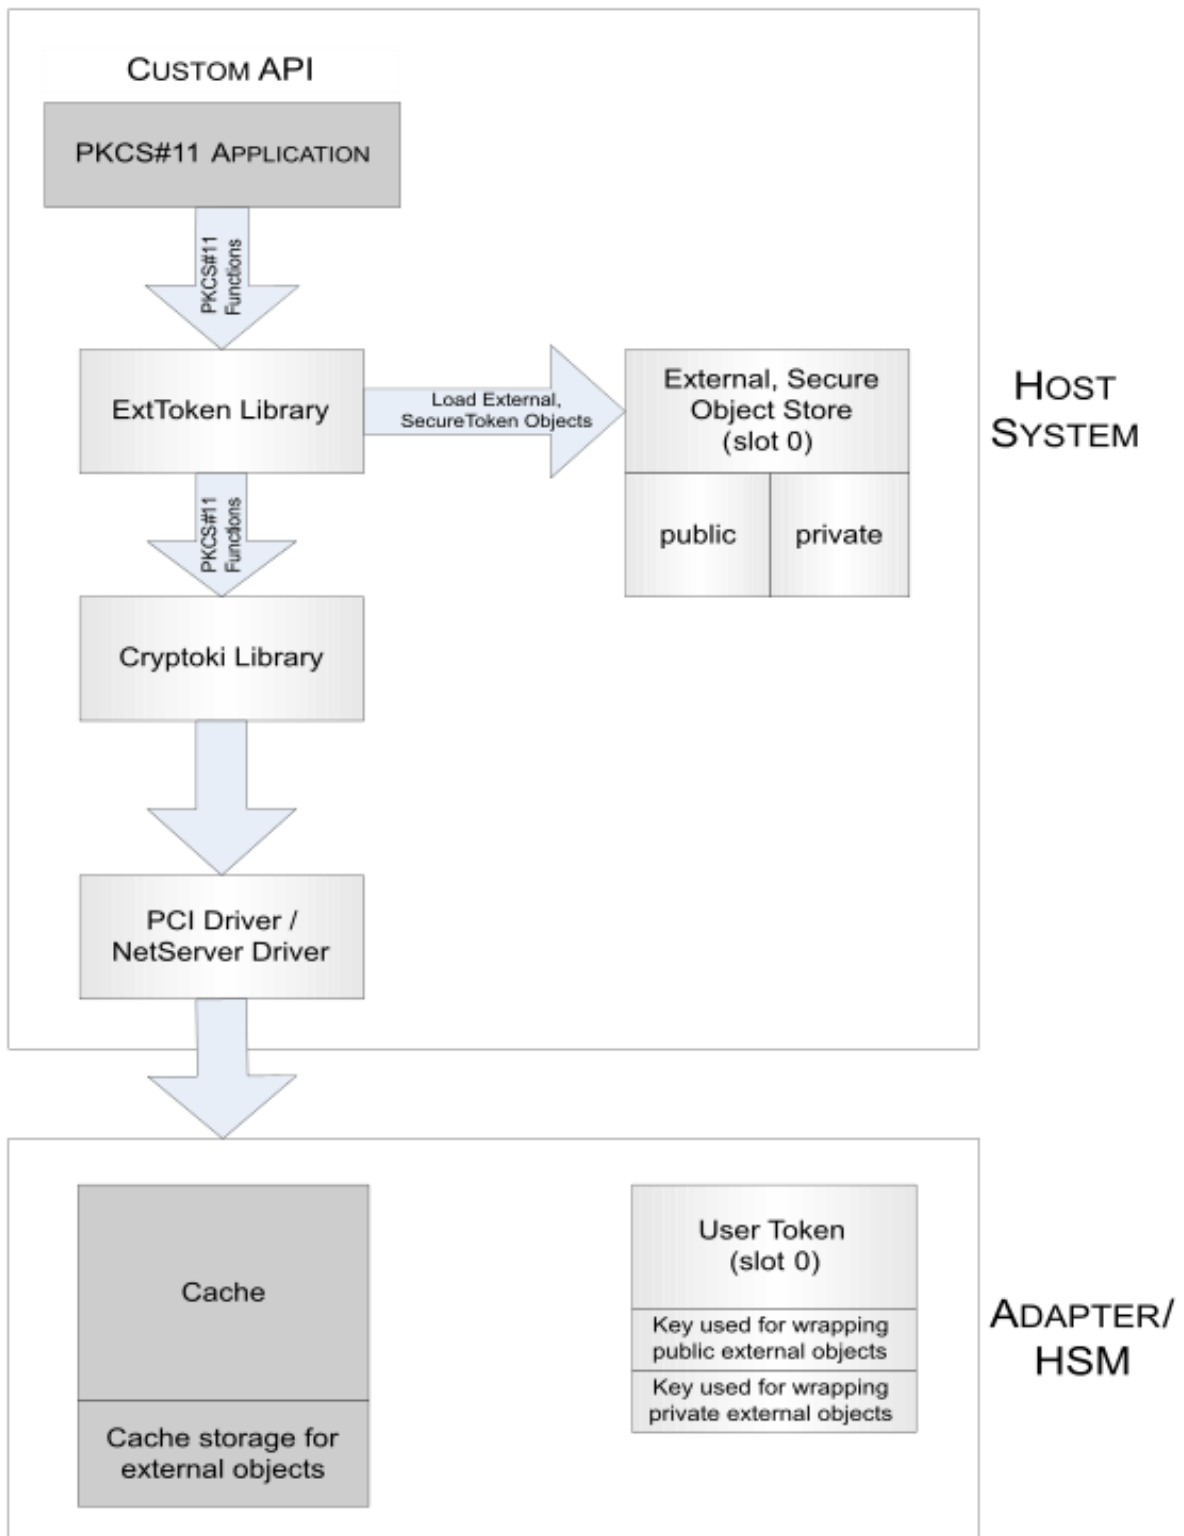 CUSTOM API
PKCS#11 APPLICATION
PKCS#11
Functions
ExtToken Library
Load External,
SecureToken Objects
External, Secure
Object Store
(slot 0)
public
private
HOST
SYSTEM
PKCS#11
Functions
Cryptoki Library
PCI Driver /
NetServer Driver
Cache
Cache storage for
external objects
User Token
(slot 0)
Key used for wrapping
public external objects
Key used for wrapping
private external objects
ADAPTER/
HSM